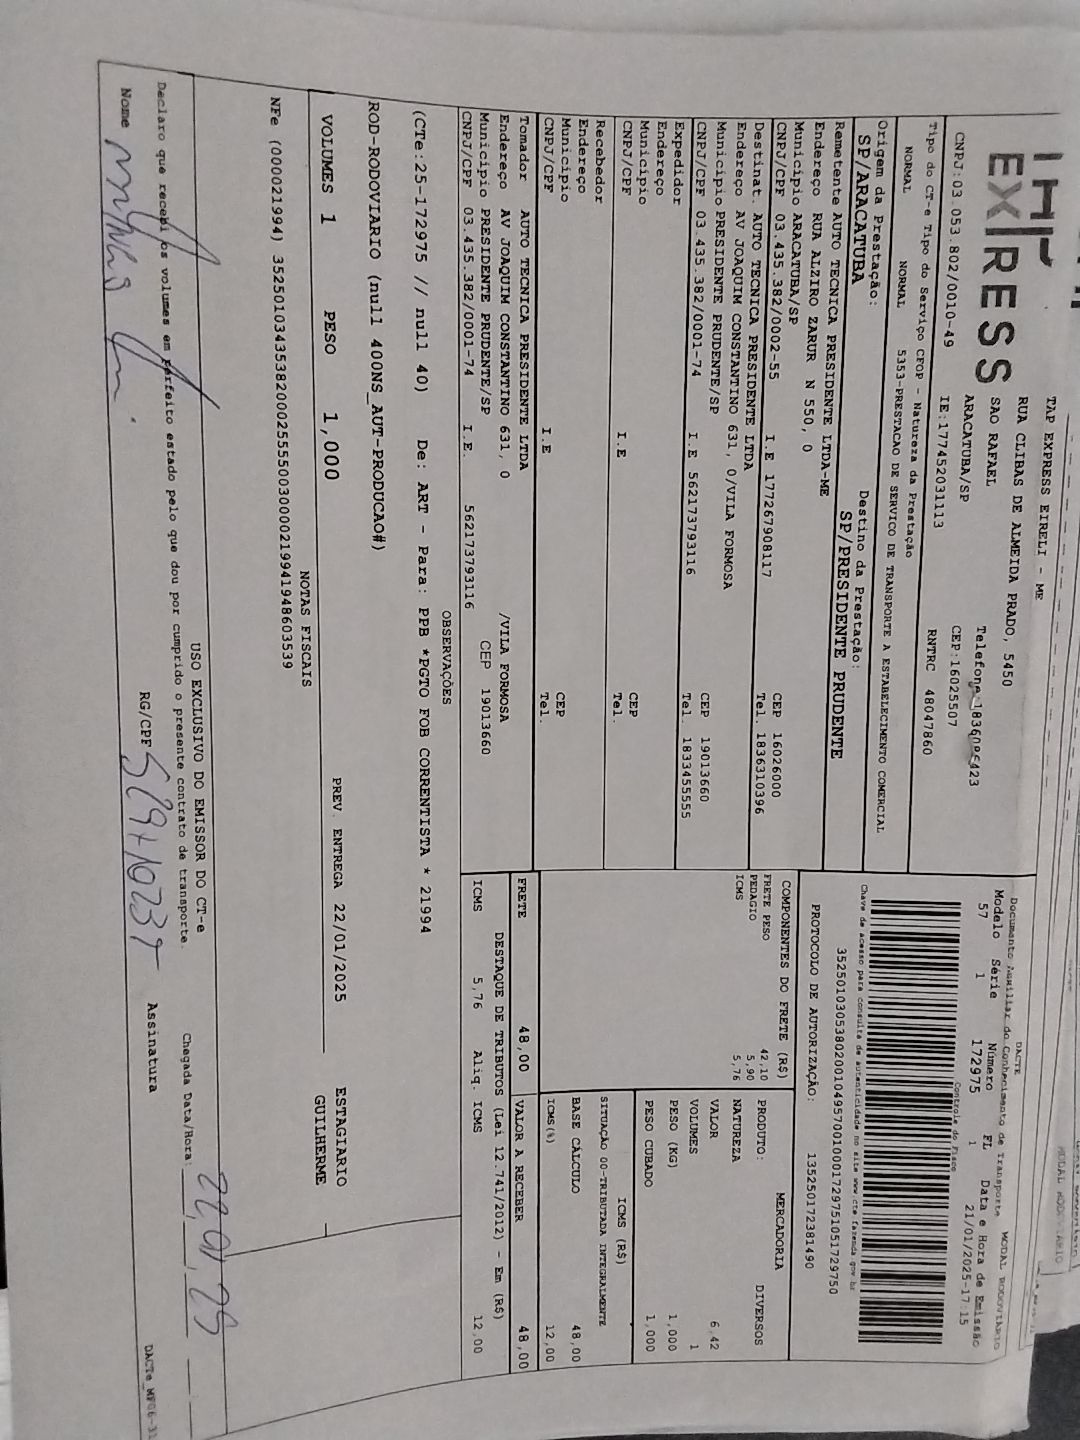 TAP EXPRESS EIRELI - ME
RUA CLIBAS DE ALMEIDA PRADO, 5450
SAO RAFAEL
ARACATUBA/SP
EXPRESS
Telefone
CEP:16025507
CNPJ:03.053.802/0010-49
IE:177452031113
RNTRC 48047860
Tipo do CT-e Tipo do Serviço CFOP - Natureza da Prestação
NORMAL NORMAL 5353-PRESTACAO DE SERVICO DE TRANSPORTE A ESTABELECIMENTO COMERCIAL
Origem da Prestação: Destino da Prestação:
SP/ARACATUBA SP/PRESIDENTE PRUDENTE
Remetente AUTO TECNICA PRESIDENTE LTDA-ME
Endereço RUA ALZIRO ZARUR N 550, 0
Município ARACATUBA/SP CEP 16026000
CNPJ/CPF 03.435.382/0002-55 I.E 177267908117 Tel. 1836310396
Destinat. AUTO TECNICA PRESIDENTE LTDA
Endereço AV JOAQUIM CONSTANTINO 631, 0/VILA FORMOSA
Município PRESIDENTE PRUDENTE/SP CEP 19013660
CNPJ/CPF 03.435.382/0001-74 I.E 562173793116 Tel. 1833455555
Expedidor
Endereço
Município CEP
CNPJ/CPF I.E Tel.
Recebedor
Endereço
Município CEP
CNPJ/CPF I.E Tel.
Tomador AUTO TECNICA PRESIDENTE LTDA
Endereço AV JOAQUIM CONSTANTINO 631, 0 /VILA FORMOSA
Município PRESIDENTE PRUDENTE/SP CEP 19013660
CNPJ/CPF 03.435.382/0001-74 I.E. 562173793116
DACTE
Documento Auxiliar do Conhecimento de Transporte MODAL RODOVIARIO
Modelo Série Número FL Data e Hora de Emissão
57 1 172975 1 21/01/2025-17:15
Controle do Fisco
Chave de acesso para consulta de autenticidade no site www.cte.fazenda.gov.br
35250103053802001049570010001729751051729750
PROTOCOLO DE AUTORIZAÇÃO: 135250172381490
COMPONENTES DO FRETE (R$)
FRETE PESO 42,10
PEDAGIO 5,90
ICMS 5,76
PRODUTO: MERCADORIA
NATUREZA DIVERSOS
VALOR 6,42
VOLUMES 1
PESO (KG) 1,000
PESO CUBADO 1,000
ICMS (R$)
SITUAÇÃO 00-TRIBUTADA INTEGRALMENTE
BASE CÁLCULO 48,00
ICMS(%) 12,00
FRETE 48,00 VALOR A RECEBER 48,00
DESTAQUE DE TRIBUTOS (Lei 12.741/2012) - Em (R$)
ICMS 5,76 Aliq. ICMS 12,00
OBSERVAÇÕES
(CTe:25-172975 // null 40) De: ART - Para: PPB *PGTO FOB CORRENTISTA * 21994
ROD-RODOVIARIO (null 400NS_AUT-PRODUCAO#)
VOLUMES 1 PESO 1,000 PREV. ENTREGA 22/01/2025 ESTAGIARIO GUILHERME
NOTAS FISCAIS
NFe (000021994) 35250103435382000255550030000219941948603539
USO EXCLUSIVO DO EMISSOR DO CT-e
Declaro que recebi os volumes em perfeito estado pelo que dou por cumprido o presente contrato de transporte.
Chegada Data/Hora: 22/01/25
Nome RG/CPF Assinatura